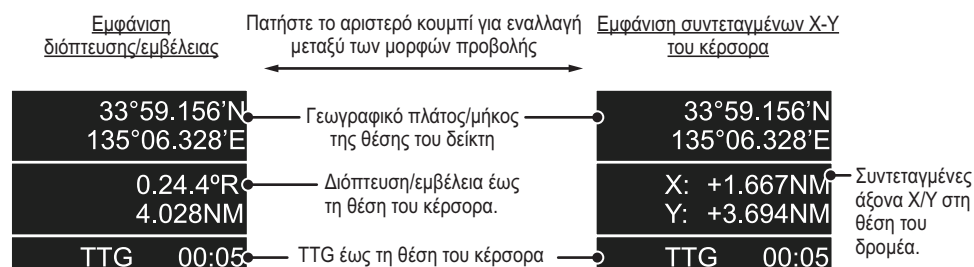 Εμφάνιση
διόπτευσης/εμβέλειας
Πατήστε το αριστερό κουμπί για εναλλαγή
μεταξύ των μορφών προβολής
Εμφάνιση συντεταγμένων X-Y
του κέρσορα
33°59.156'N
135°06.328'E
Γεωγραφικό πλάτος/μήκος
της θέσης του δείκτη
33°59.156'N
135°06.328'E
0.24.4°R
4.028NM
Διόπτευση/εμβέλεια έως
τη θέση του κέρσορα.
X: +1.667NM
Y: +3.694NM
Συντεταγμένες
άξονα X/Y στη
θέση του
δρομέα.
TTG 00:05
TTG έως τη θέση του κέρσορα
TTG 00:05